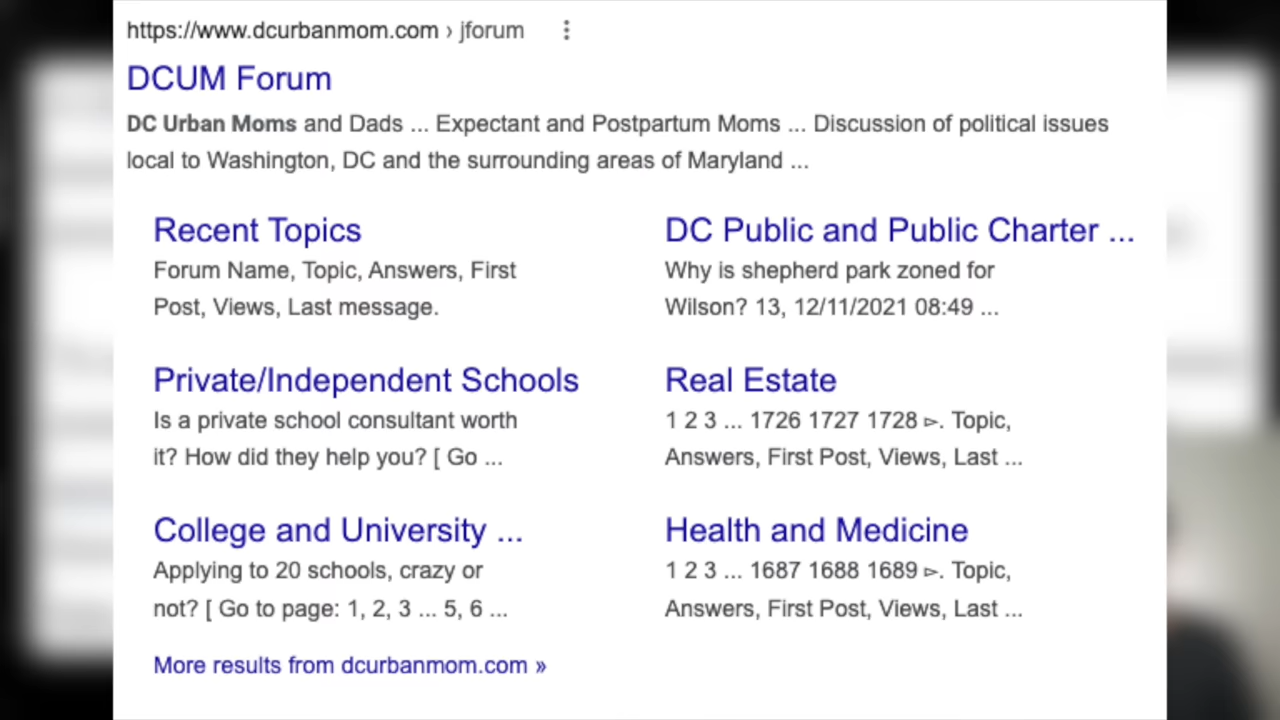 https://www.dcurbanmom.com › jforum
DCUM Forum
DC Urban Moms and Dads ... Expectant and Postpartum Moms ... Discussion of political issues
local to Washington, DC and the surrounding areas of Maryland ...
Recent Topics
Forum Name, Topic, Answers, First
Post, Views, Last message.
DC Public and Public Charter ...
Why is shepherd park zoned for
Wilson? 13, 12/11/2021 08:49 ...
Private/Independent Schools
Is a private school consultant worth
it? How did they help you? [ Go ...
Real Estate
1 2 3 ... 1726 1727 1728 ▻. Topic,
Answers, First Post, Views, Last ...
College and University ...
Applying to 20 schools, crazy or
not? [ Go to page: 1, 2, 3 ... 5, 6 ...
Health and Medicine
1 2 3 ... 1687 1688 1689 ▻. Topic,
Answers, First Post, Views, Last ...
More results from dcurbanmom.com »